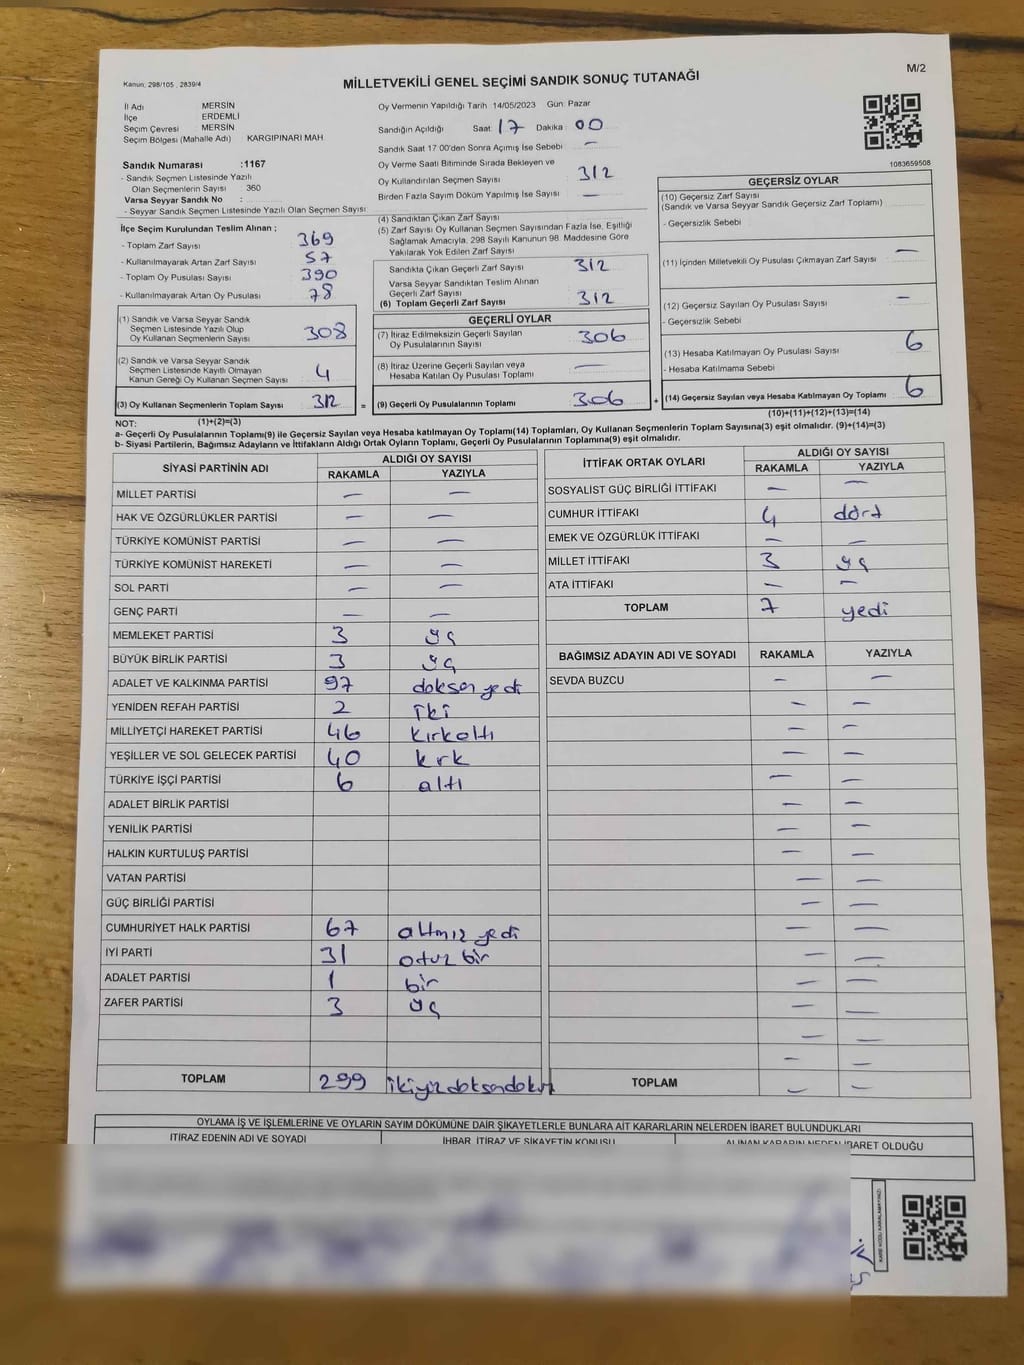 Kanun: 298/105 , 2839/4
MİLLETVEKİLİ GENEL SEÇİMİ SANDIK SONUÇ TUTANAĞI
M/2
İl Adı MERSİN
İlçe ERDEMLİ
Seçim Çevresi MERSİN
Seçim Bölgesi (Mahalle Adı) KARGIPINARI MAH
Sandık Numarası :1167
- Sandık Seçmen Listesinde Yazılı
Olan Seçmenlerin Sayısı : 360
Varsa Seyyar Sandık No :
- Seyyar Sandık Seçmen Listesinde Yazılı Olan Seçmen Sayısı :
Oy Vermenin Yapıldığı Tarih 14/05/2023 Gün: Pazar
Sandığın Açıldığı Saat: 17 Dakika: 00
Sandık Saat 17 00'den Sonra Açımış İse Sebebi —
Oy Verme Saati Bitiminde Sırada Bekleyen ve
Oy Kullandırılan Seçmen Sayısı 312
Birden Fazla Sayım Döküm Yapılmış İse Sayısı —
1083659508
İlçe Seçim Kurulundan Teslim Alınan ;
- Toplam Zarf Sayısı 369
- Kullanılmayarak Artan Zarf Sayısı 57
- Toplam Oy Pusulası Sayısı 390
- Kullanılmayarak Artan Oy Pusulası 78
(1) Sandık ve Varsa Seyyar Sandık
Seçmen Listesinde Yazılı Olup
Oy Kullanan Seçmenlerin Sayısı 308
(2) Sandık ve Varsa Seyyar Sandık
Seçmen Listesinde Kayıtlı Olmayan
Kanun Gereği Oy Kullanan Seçmen Sayısı 4
(3) Oy Kullanan Seçmenlerin Toplam Sayısı 312 =
(4) Sandıktan Çıkan Zarf Sayısı
(5) Zarf Sayısı Oy Kullanan Seçmen Sayısından Fazla İse, Eşitliği
Sağlamak Amacıyla, 298 Sayılı Kanunun 98. Maddesine Göre
Yakılarak Yok Edilen Zarf Sayısı
Sandıkta Çıkan Geçerli Zarf Sayısı 312
Varsa Seyyar Sandıktan Teslim Alınan
Geçerli Zarf Sayısı
(6) Toplam Geçerli Zarf Sayısı 312
GEÇERLİ OYLAR
(7) İtiraz Edilmeksizin Geçerli Sayılan
Oy Pusulalarının Sayısı 306
(8) İtiraz Üzerine Geçerli Sayılan veya
Hesaba Katılan Oy Pusulası Toplamı —
(9) Geçerli Oy Pusulalarının Toplamı 306 +
GEÇERSİZ OYLAR
(10) Geçersiz Zarf Sayısı
(Sandık ve Varsa Seyyar Sandık Geçersiz Zarf Toplamı)
- Geçersizlik Sebebi
(11) İçinden Milletvekili Oy Pusulası Çıkmayan Zarf Sayısı —
(12) Geçersiz Sayılan Oy Pusulası Sayısı —
- Geçersizlik Sebebi
(13) Hesaba Katılmayan Oy Pusulası Sayısı 6
- Hesaba Katılmama Sebebi
(14) Geçersiz Sayılan veya Hesaba Katılmayan Oy Toplamı 6
NOT: (1)+(2)=(3) (10)+(11)+(12)+(13)=(14)
a- Geçerli Oy Pusulalarının Toplamı(9) ile Geçersiz Sayılan veya Hesaba Katılmayan Oy Toplamı(14) Toplamları, Oy Kullanan Seçmenlerin Toplam Sayısına(3) eşit olmalıdır. (9)+(14)=(3)
b- Siyasi Partilerin, Bağımsız Adayların ve İttifakların Aldığı Ortak Oyların Toplamı, Geçerli Oy Pusulalarının Toplamına(9) eşit olmalıdır.
SİYASİ PARTİNİN ADI ALDIĞI OY SAYISI
RAKAMLA YAZIYLA
MİLLET PARTİSİ — —
HAK VE ÖZGÜRLÜKLER PARTİSİ — —
TÜRKİYE KOMÜNİST PARTİSİ — —
TÜRKİYE KOMÜNİST HAREKETİ — —
SOL PARTİ — —
GENÇ PARTİ — —
MEMLEKET PARTİSİ 3 üç
BÜYÜK BİRLİK PARTİSİ 3 üç
ADALET VE KALKINMA PARTİSİ 97 doksan yedi
YENİDEN REFAH PARTİSİ 2 iki
MİLLİYETÇİ HAREKET PARTİSİ 46 kırkaltı
YEŞİLLER VE SOL GELECEK PARTİSİ 40 kırk
TÜRKİYE İŞÇİ PARTİSİ 6 altı
ADALET BİRLİK PARTİSİ
YENİLİK PARTİSİ
HALKIN KURTULUŞ PARTİSİ
VATAN PARTİSİ
GÜÇ BİRLİĞİ PARTİSİ
CUMHURİYET HALK PARTİSİ 67 altmış yedi
İYİ PARTİ 31 otuz bir
ADALET PARTİSİ 1 bir
ZAFER PARTİSİ 3 üç
TOPLAM 299 ikiyüzdoksandokuz
İTTİFAK ORTAK OYLARI ALDIĞI OY SAYISI
RAKAMLA YAZIYLA
SOSYALİST GÜÇ BİRLİĞİ İTTİFAKI — —
CUMHUR İTTİFAKI 4 dört
EMEK VE ÖZGÜRLÜK İTTİFAKI — —
MİLLET İTTİFAKI 3 üç
ATA İTTİFAKI — —
TOPLAM 7 yedi
BAĞIMSIZ ADAYIN ADI VE SOYADI RAKAMLA YAZIYLA
SEVDA BUZCU — —
TOPLAM — —
OYLAMA İŞ VE İŞLEMLERİNE VE OYLARIN SAYIM DÖKÜMÜNE DAİR ŞİKAYETLERLE BUNLARA AİT KARARLARIN NELERDEN İBARET BULUNDUKLARI
İTİRAZ EDENİN ADI VE SOYADI İHBAR, İTİRAZ VE ŞİKAYETİN KONUSU ALINAN KARARIN NEDEN İBARET OLDUĞU